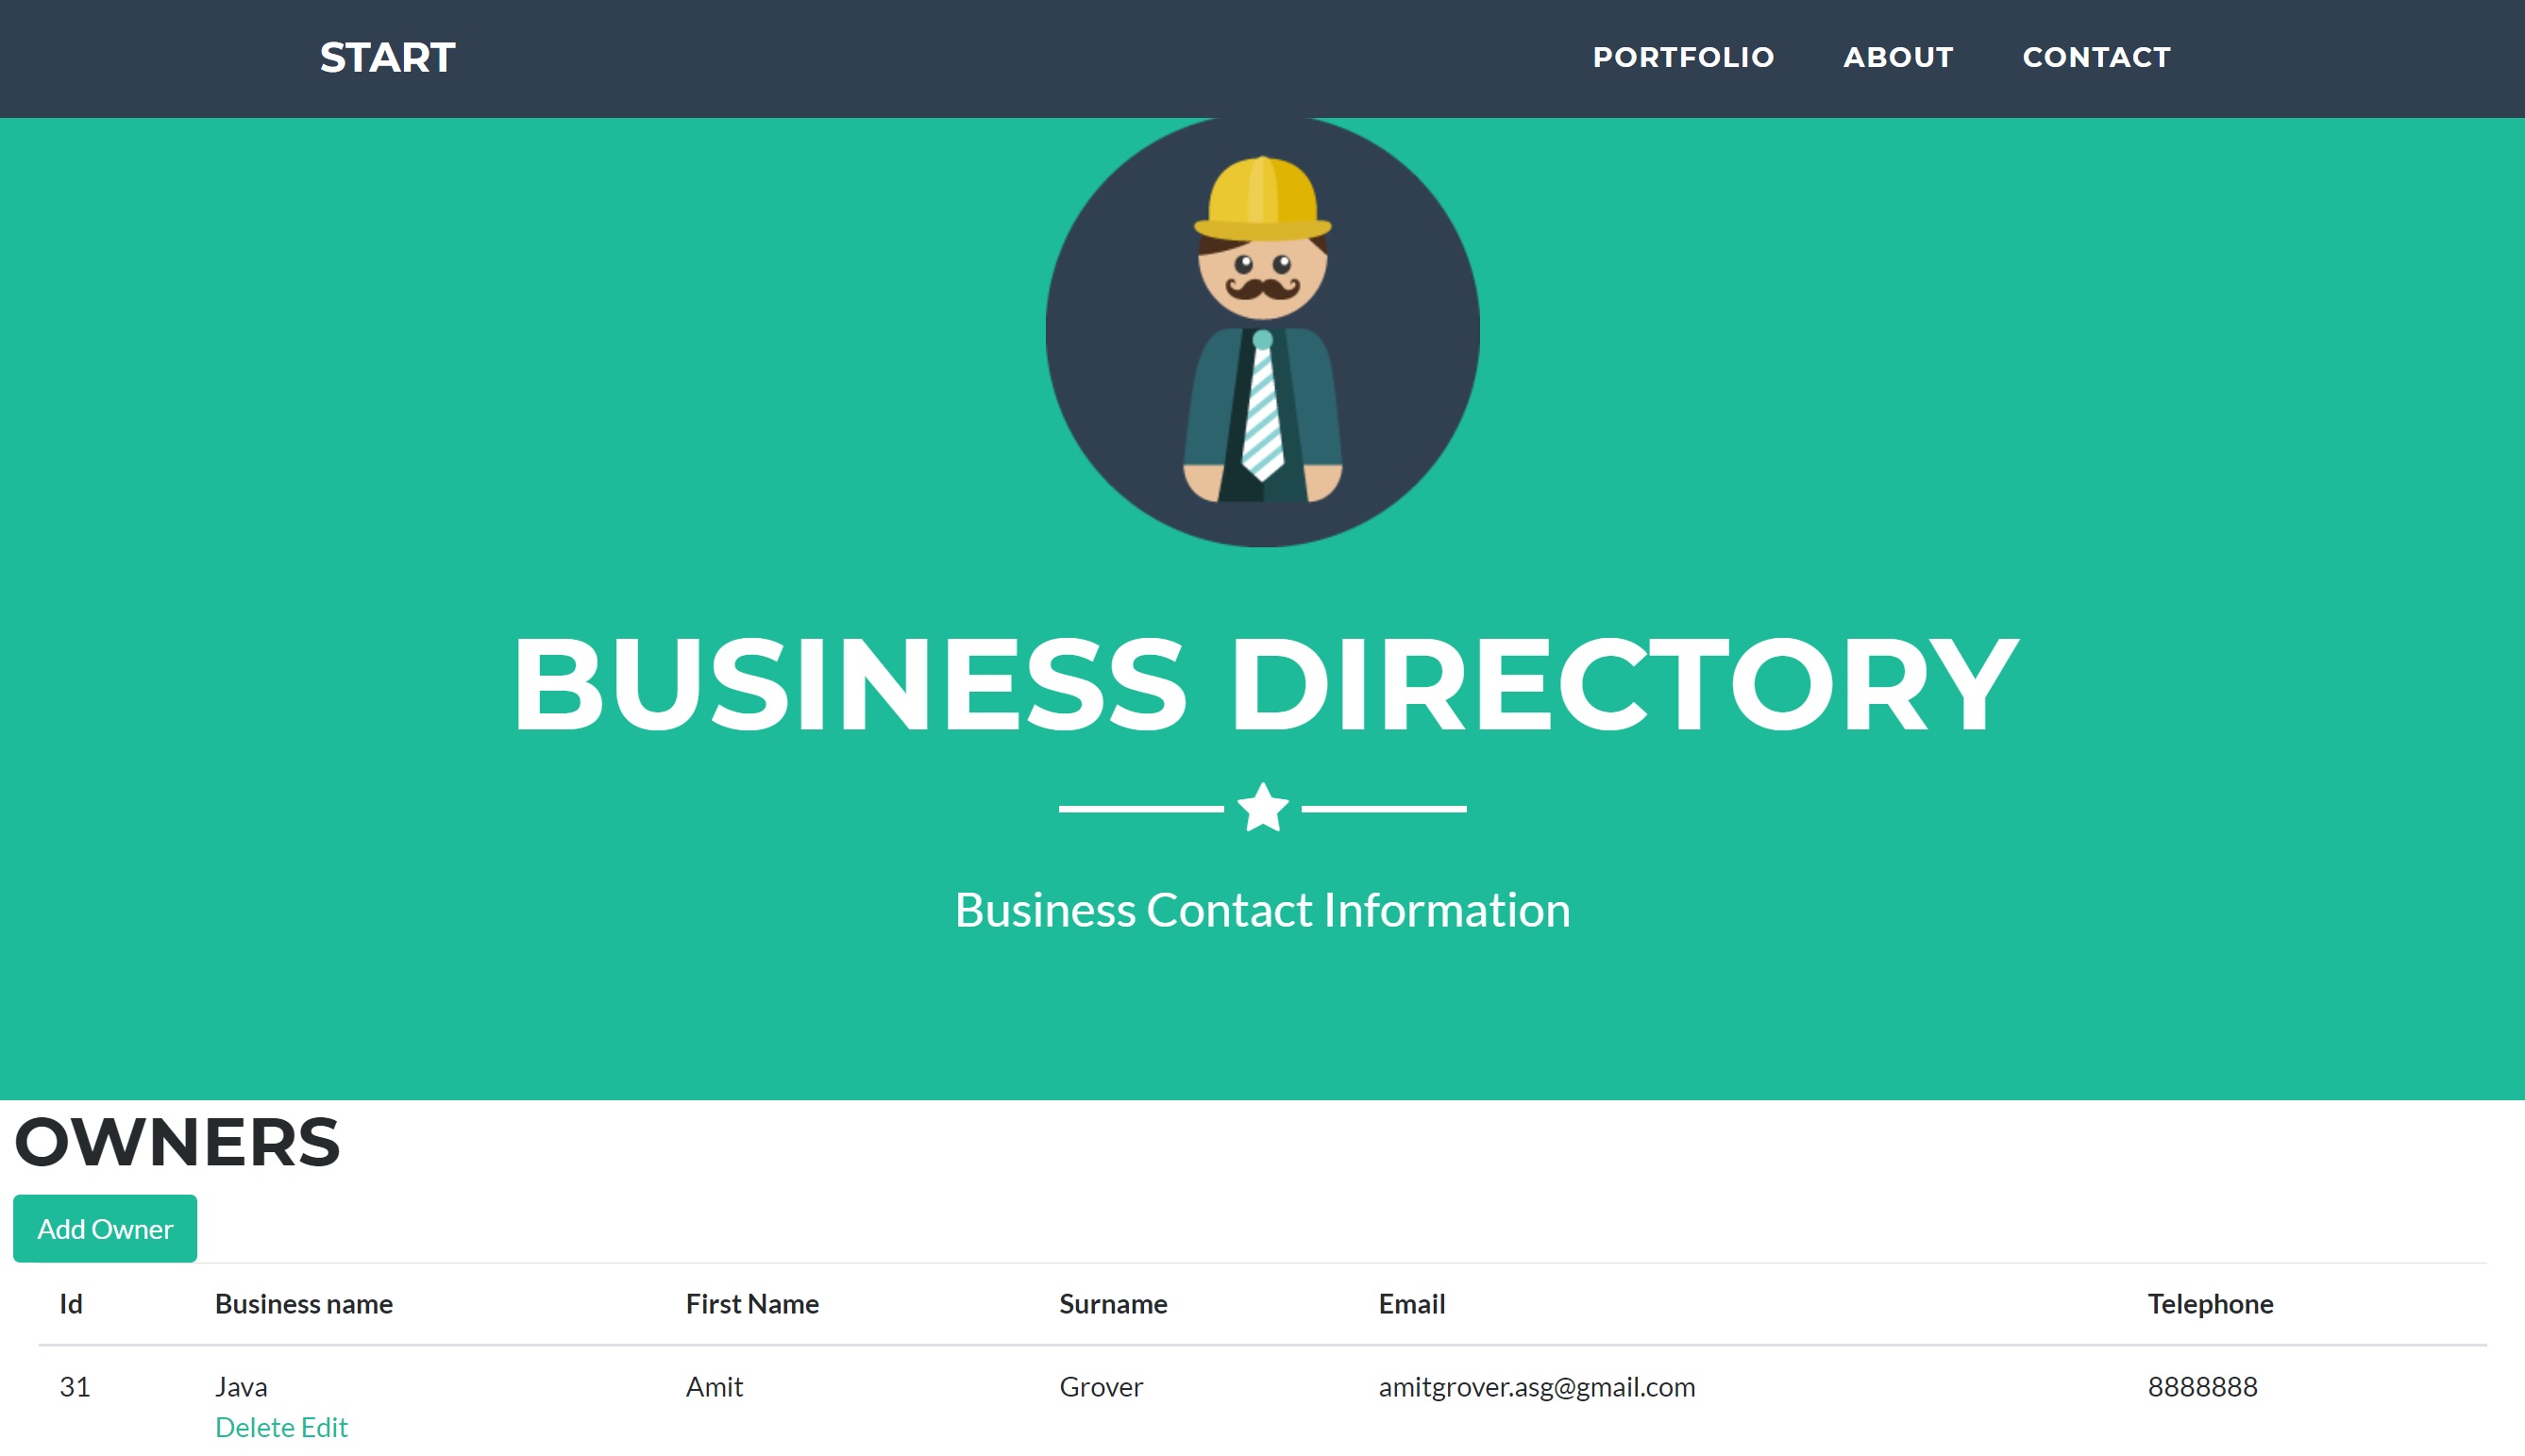 START PORTFOLIO ABOUT CONTACT
BUSINESS DIRECTORY
Business Contact Information
OWNERS
Add Owner
Id Business name First Name Surname Email Telephone
31 Java Amit Grover amitgrover.asg@gmail.com 8888888
Delete Edit